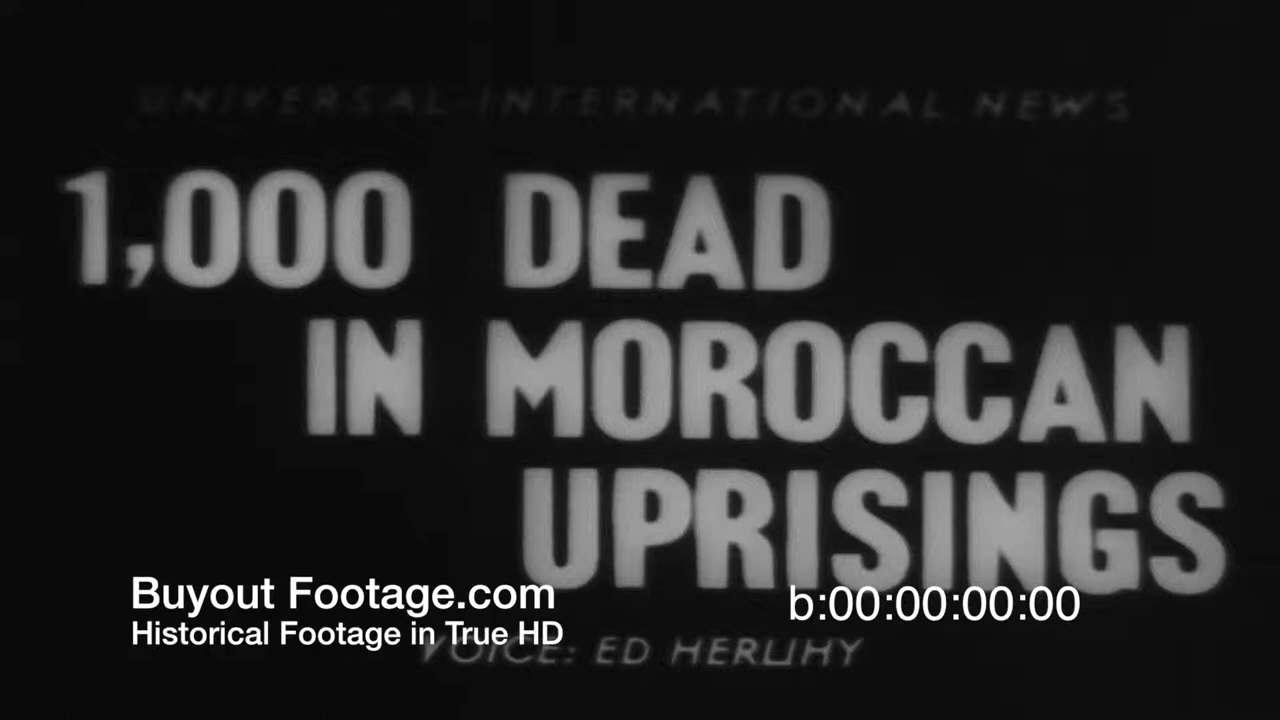 UNIVERSAL-INTERNATIONAL NEWS
1,000 DEAD
IN MOROCCAN
UPRISINGS
Buyout Footage.com
b:00:00:00:00
Historical Footage in True HD
VOICE: ED HERLIHY